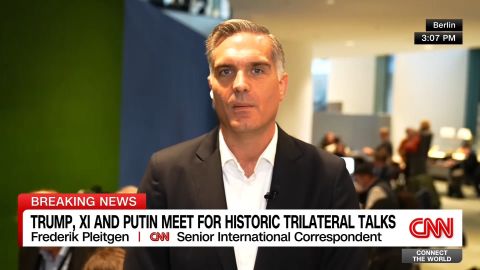 Berlin
3:07 PM
CNN
BREAKING NEWS
TRUMP, XI AND PUTIN MEET FOR HISTORIC TRILATERAL TALKS
Frederik Pleitgen | CNN Senior International Correspondent
CNN
CONNECT
THE WORLD